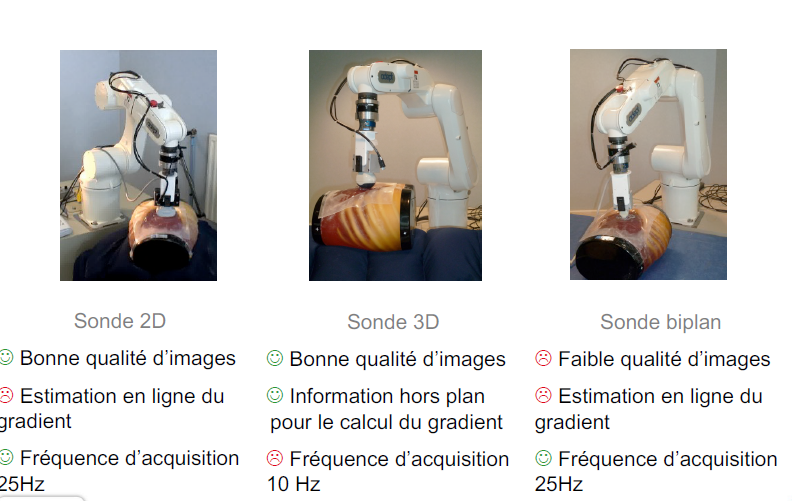 Sonde 2D
Bonne qualité d’images
Estimation en ligne du
gradient
Fréquence d’acquisition
25Hz
Sonde 3D
Bonne qualité d’images
Information hors plan
pour le calcul du gradient
Fréquence d’acquisition
10 Hz
Sonde biplan
Faible qualité d’images
Estimation en ligne du
gradient
Fréquence d’acquisition
25Hz